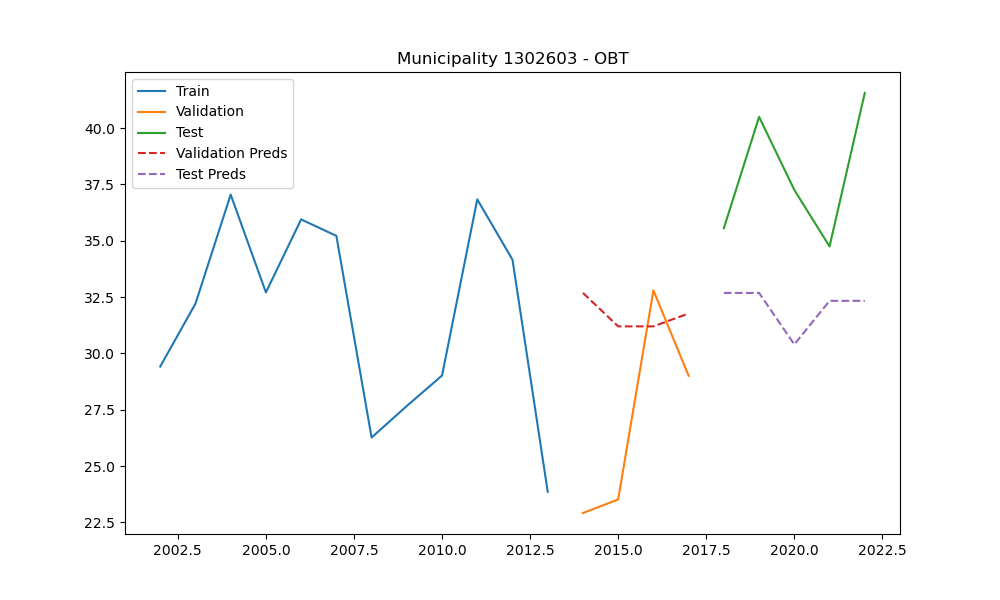 Municipality 1302603 - OBT
Train
Validation
Test
Validation Preds
Test Preds
40.0
37.5
35.0
32.5
30.0
27.5
25.0
22.5
2002.5 2005.0 2007.5 2010.0 2012.5 2015.0 2017.5 2020.0 2022.5